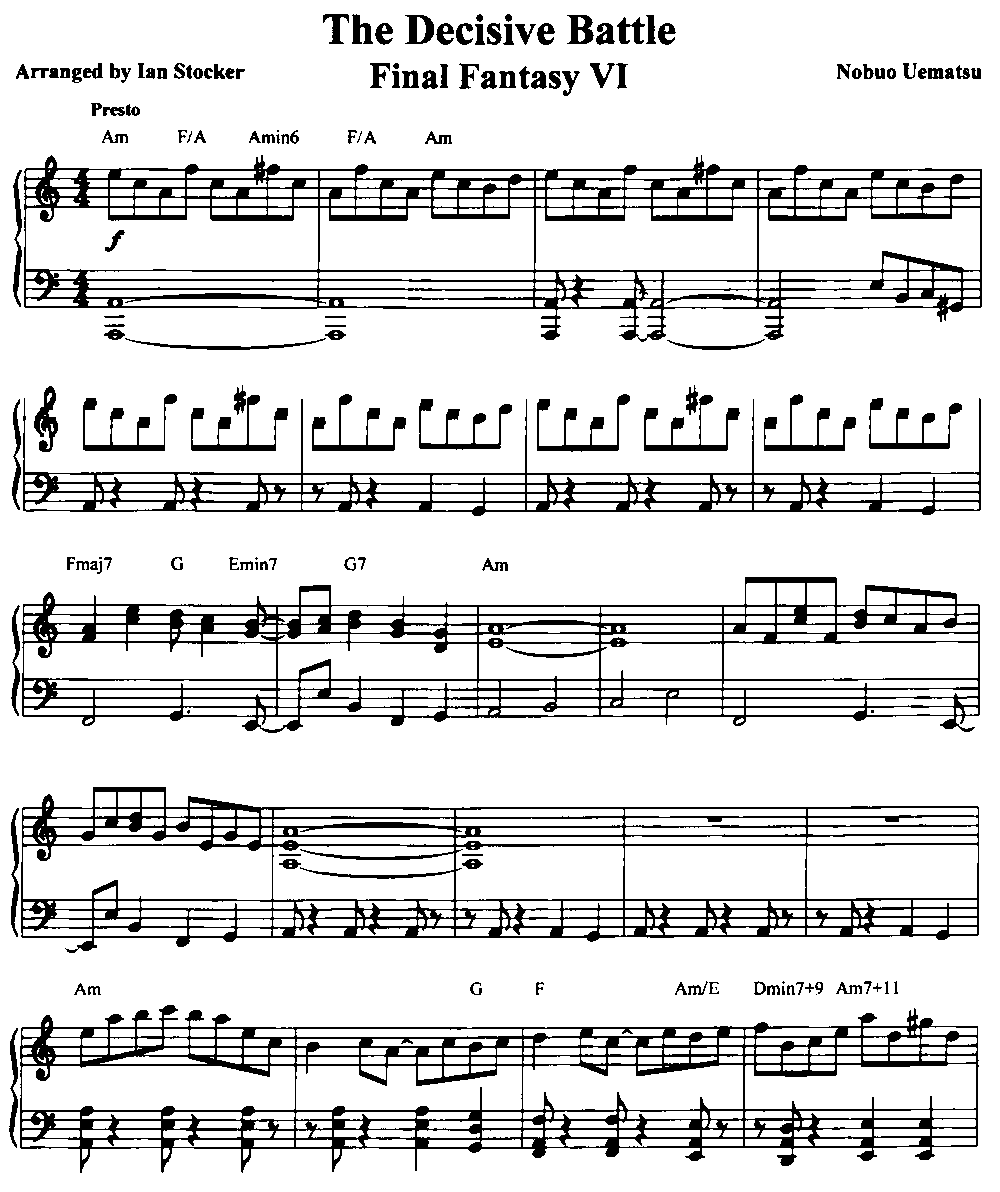 The Decisive Battle
Arranged by Ian Stocker Final Fantasy VI Nobuo Uematsu
Presto
Am F/A Amin6 F/A Am
f
Fmaj7 G Emin7 G7 Am
Am G F Am/E Dmin7+9 Am7+11